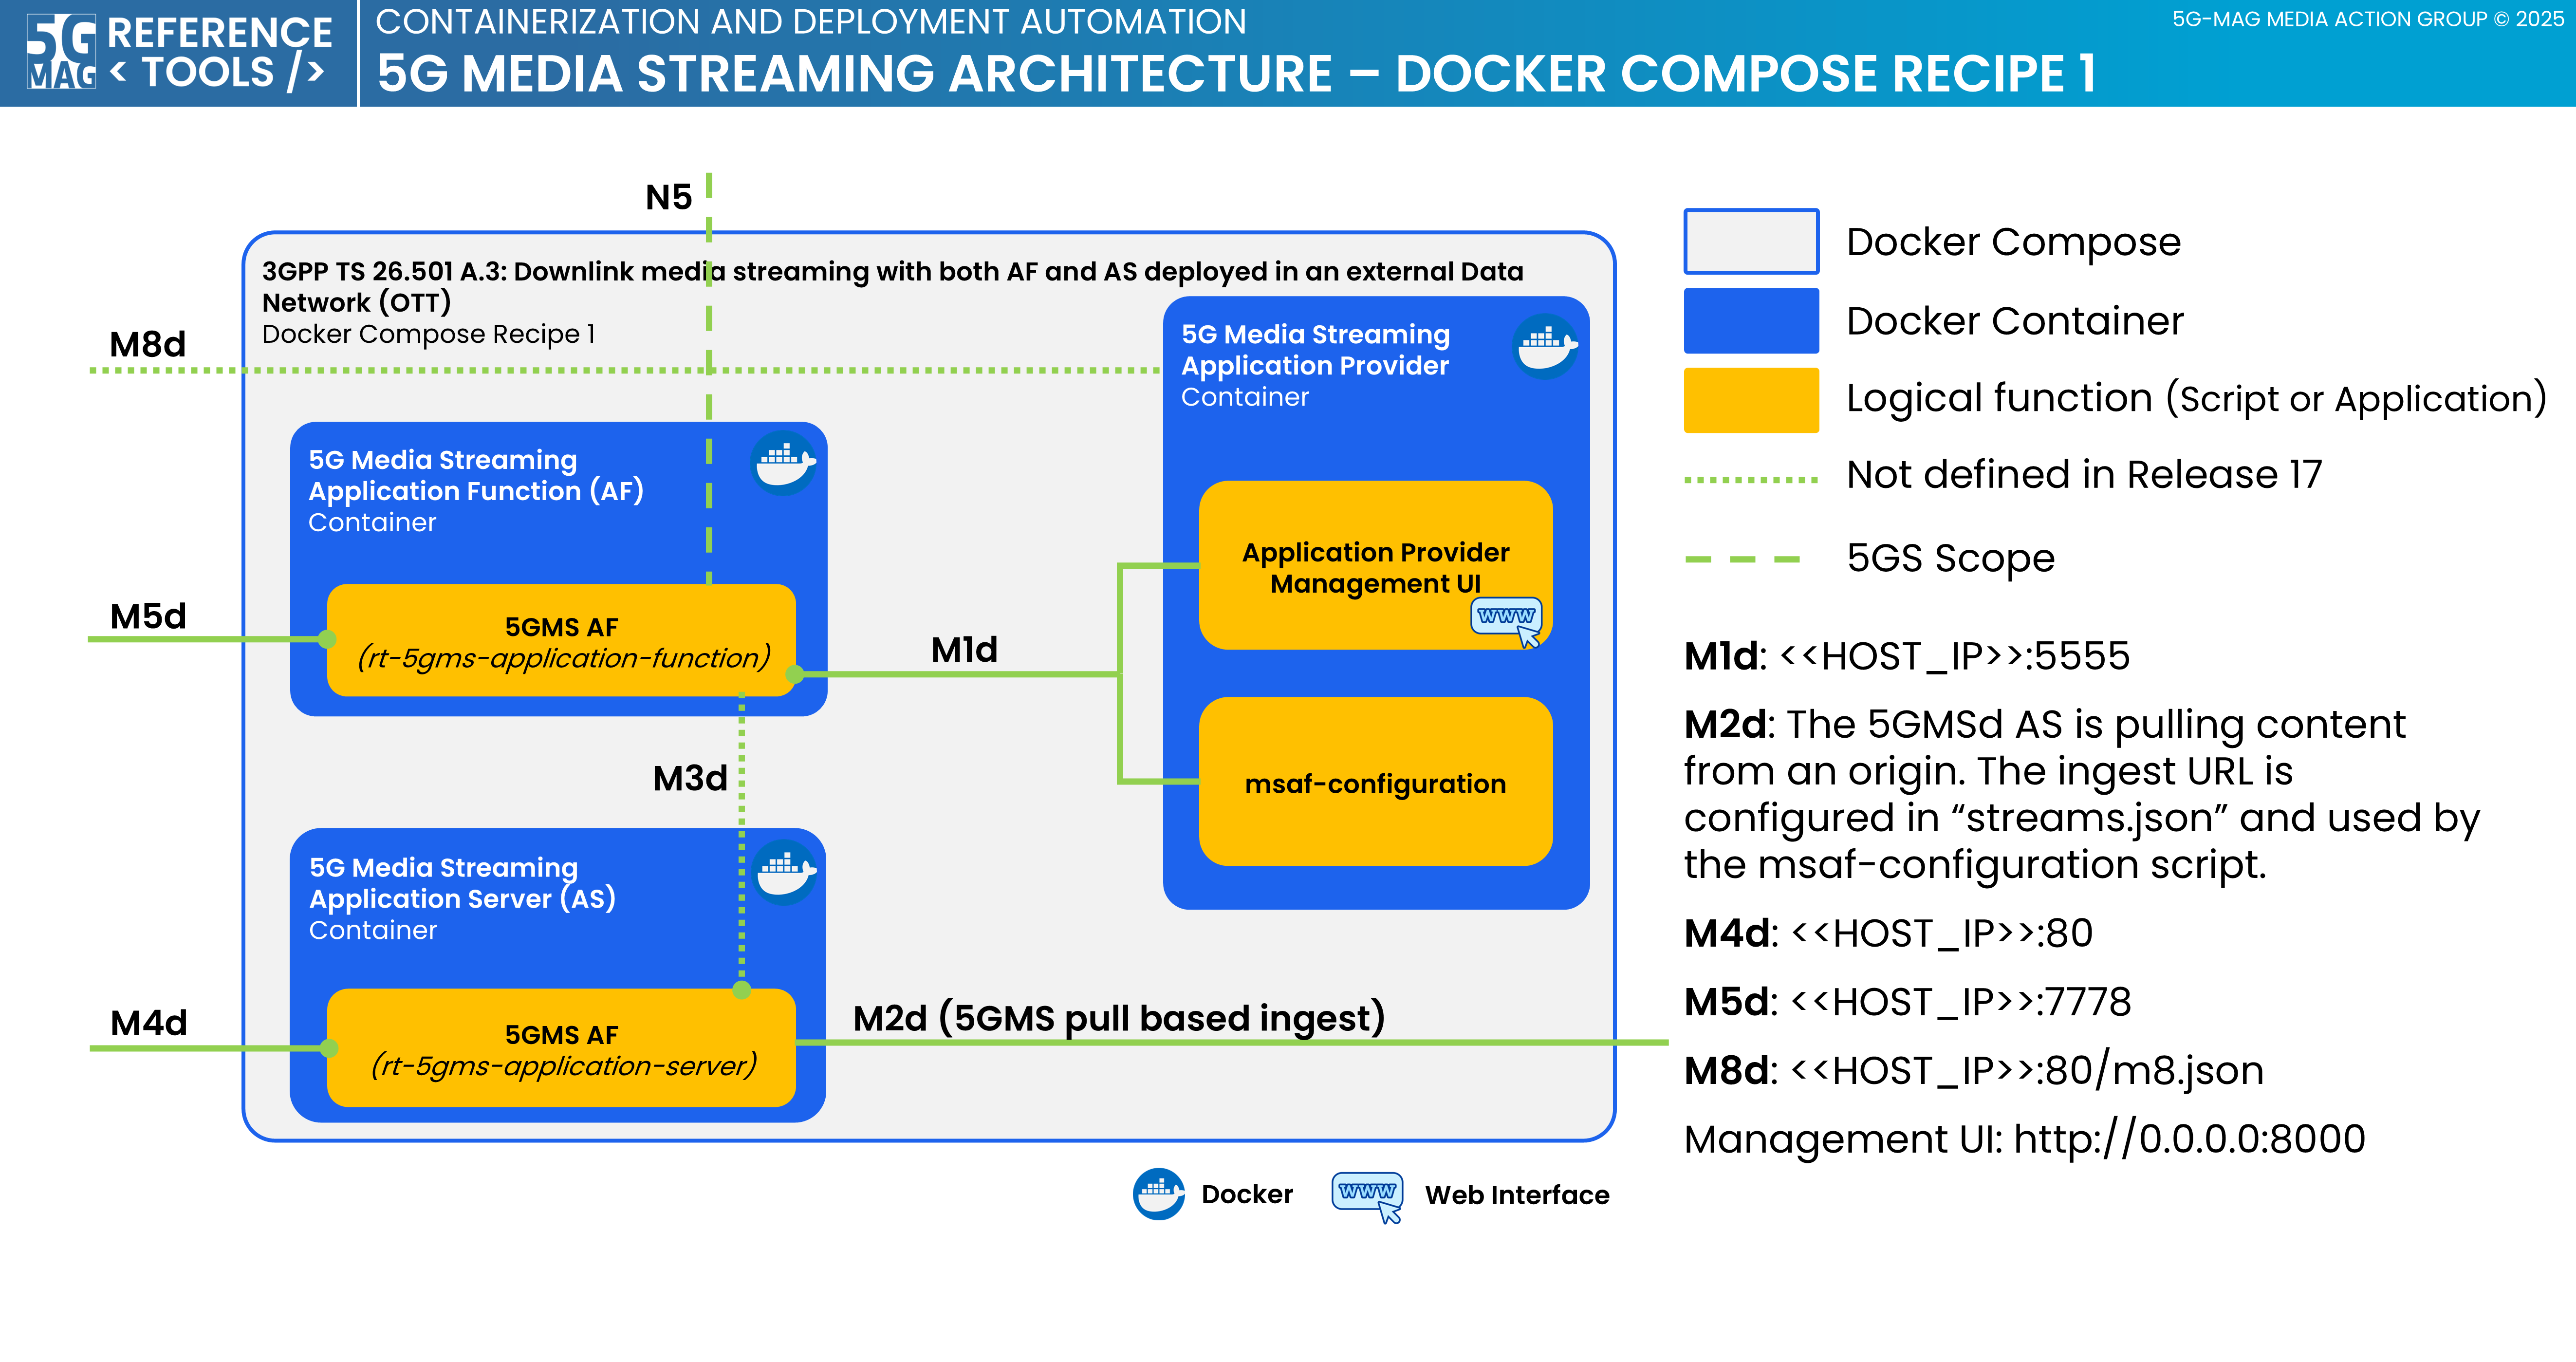 5G
MAG
REFERENCE
< TOOLS />
CONTAINERIZATION AND DEPLOYMENT AUTOMATION
5G MEDIA STREAMING ARCHITECTURE – DOCKER COMPOSE RECIPE 1
5G-MAG MEDIA ACTION GROUP © 2025
N5
3GPP TS 26.501 A.3: Downlink media streaming with both AF and AS deployed in an external Data
Network (OTT)
Docker Compose Recipe 1
M8d
5G Media Streaming
Application Provider
Container
5G Media Streaming
Application Function (AF)
Container
Application Provider
Management UI
www
M5d
5GMS AF
(rt-5gms-application-function)
M1d
M3d
msaf-configuration
5G Media Streaming
Application Server (AS)
Container
M4d
5GMS AF
(rt-5gms-application-server)
M2d (5GMS pull based ingest)
Docker
www
Web Interface
Docker Compose
Docker Container
Logical function (Script or Application)
Not defined in Release 17
5GS Scope
M1d: <<HOST_IP>>:5555
M2d: The 5GMSd AS is pulling content
from an origin. The ingest URL is
configured in “streams.json” and used by
the msaf-configuration script.
M4d: <<HOST_IP>>:80
M5d: <<HOST_IP>>:7778
M8d: <<HOST_IP>>:80/m8.json
Management UI: http://0.0.0.0:8000